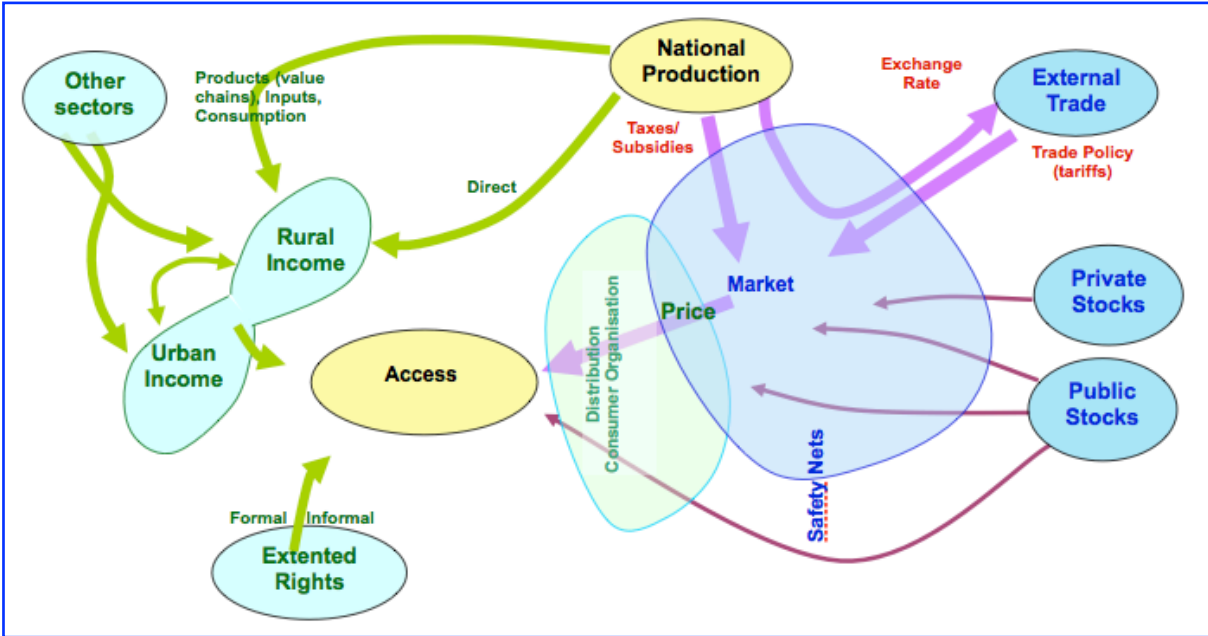 Other
sectors
Products (value
chains), Inputs,
Consumption
National
Production
Exchange
Rate
External
Trade
Taxes/
Subsidies
Trade Policy
(tariffs)
Direct
Rural
Income
Market
Price
Private
Stocks
Urban
Income
Access
Distribution
Consumer Organisation
Public
Stocks
Safety Nets
Formal
Informal
Extented
Rights